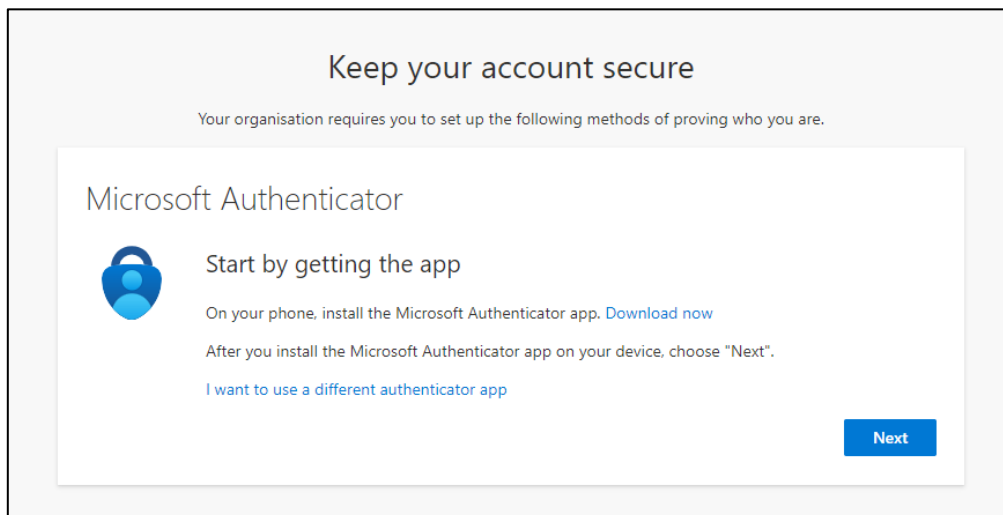 Keep your account secure
Your organisation requires you to set up the following methods of proving who you are.
Microsoft Authenticator
Start by getting the app
On your phone, install the Microsoft Authenticator app. Download now
After you install the Microsoft Authenticator app on your device, choose "Next".
I want to use a different authenticator app
Next